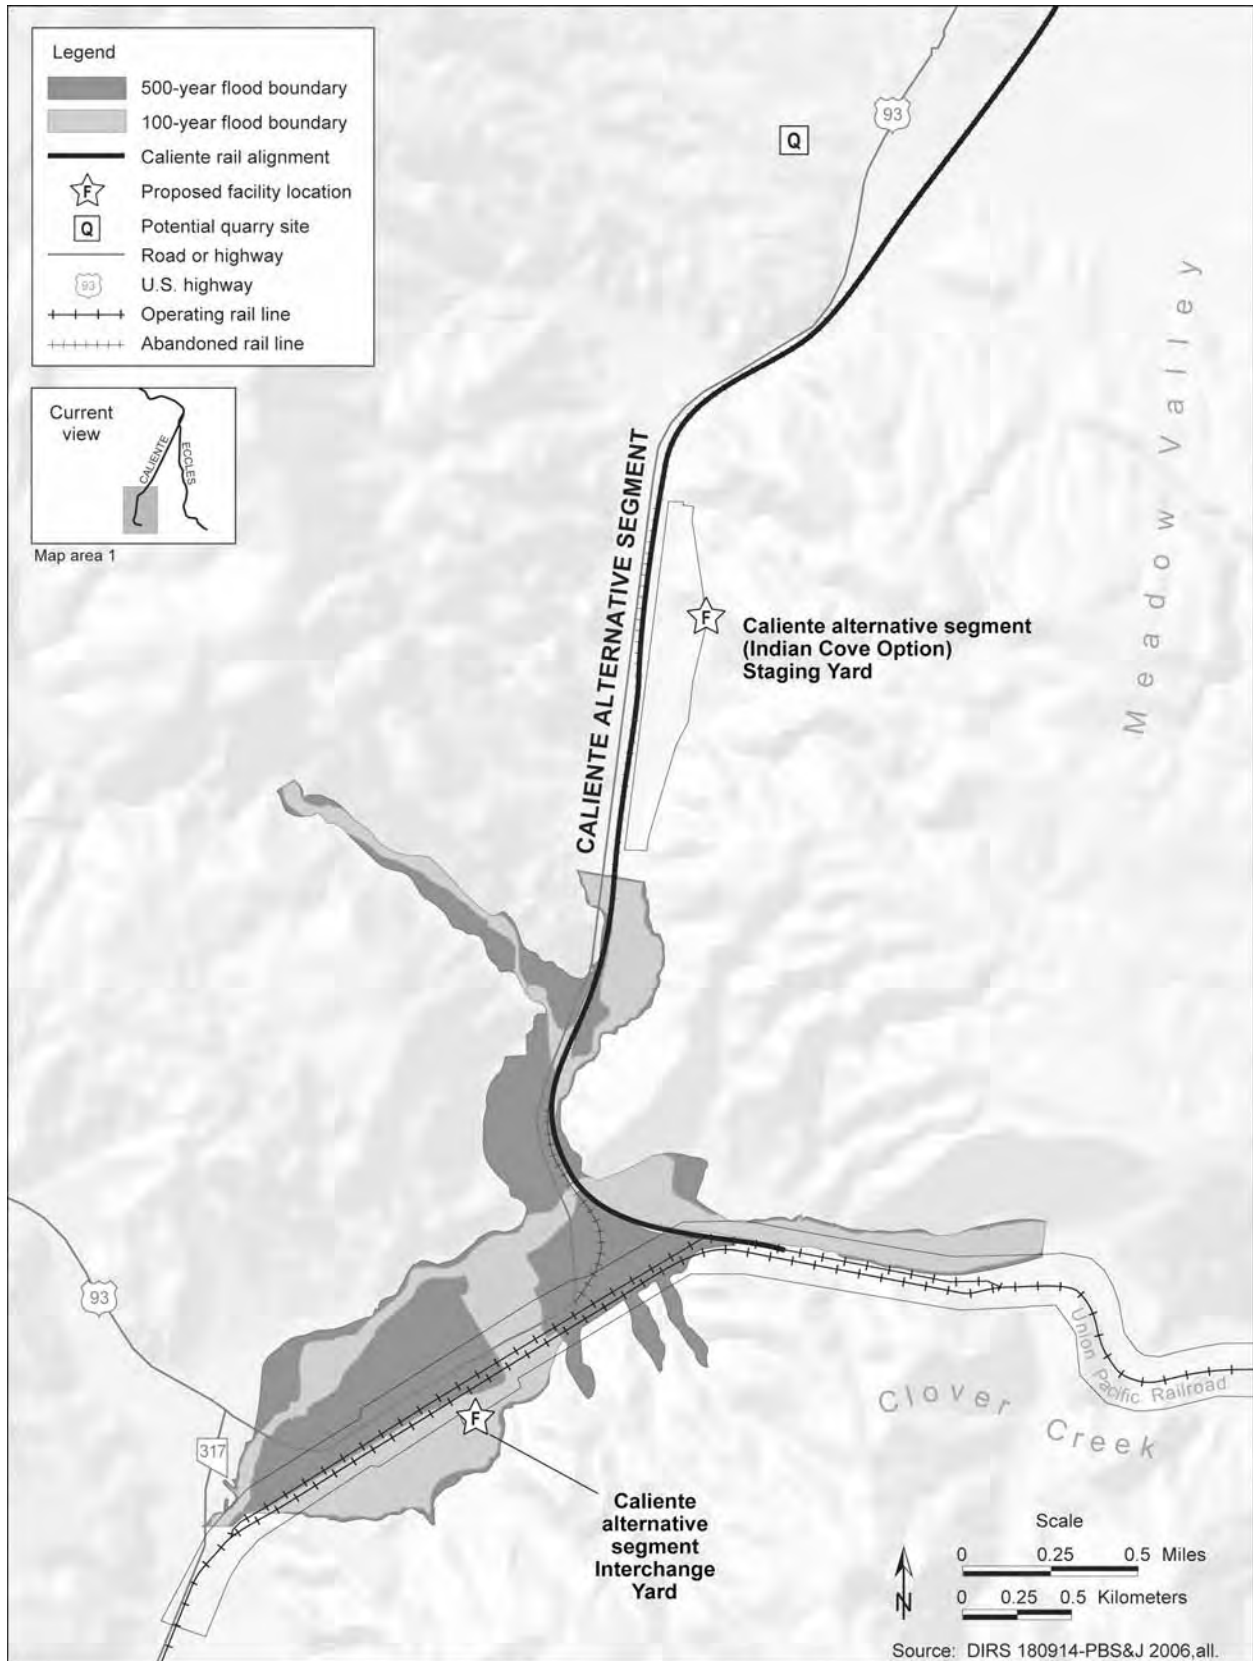 Legend
500-year flood boundary
100-year flood boundary
Caliente rail alignment
F Proposed facility location
Q Potential quarry site
Road or highway
93 U.S. highway
Operating rail line
Abandoned rail line
Current
view
CALIENTE
ECCLES
Map area 1
93
Q
Meadow Valley
CALIENTE ALTERNATIVE SEGMENT
F
Caliente alternative segment
(Indian Cove Option)
Staging Yard
93
317
F
Caliente
alternative
segment
Interchange
Yard
Union
Pacific Railroad
Clover
Creek
Scale
0 0.25 0.5 Miles
0 0.25 0.5 Kilometers
N
Source: DIRS 180914-PBS&J 2006,all.